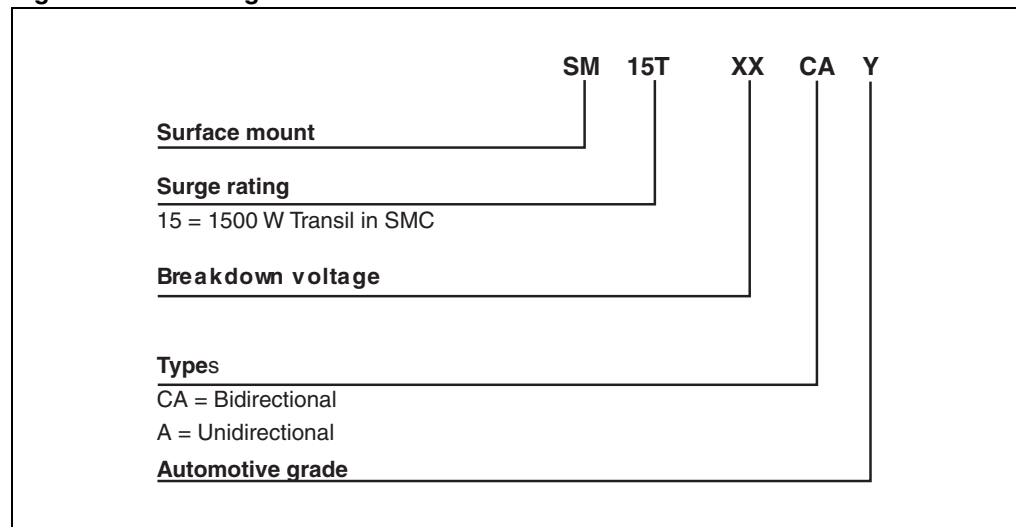 SM 15T XX CA Y
Surface mount
Surge rating
15 = 1500 W Transil in SMC
Breakdown voltage
Types
CA = Bidirectional
A = Unidirectional
Automotive grade